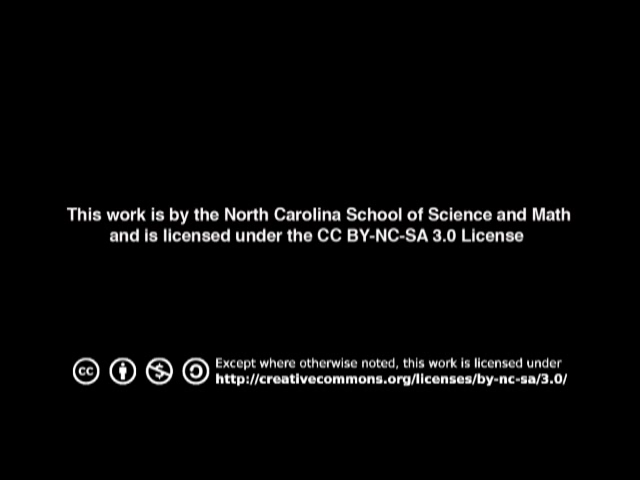 This work is by the North Carolina School of Science and Math
and is licensed under the CC BY-NC-SA 3.0 License
cc
Except where otherwise noted, this work is licensed under
http://creativecommons.org/licenses/by-nc-sa/3.0/